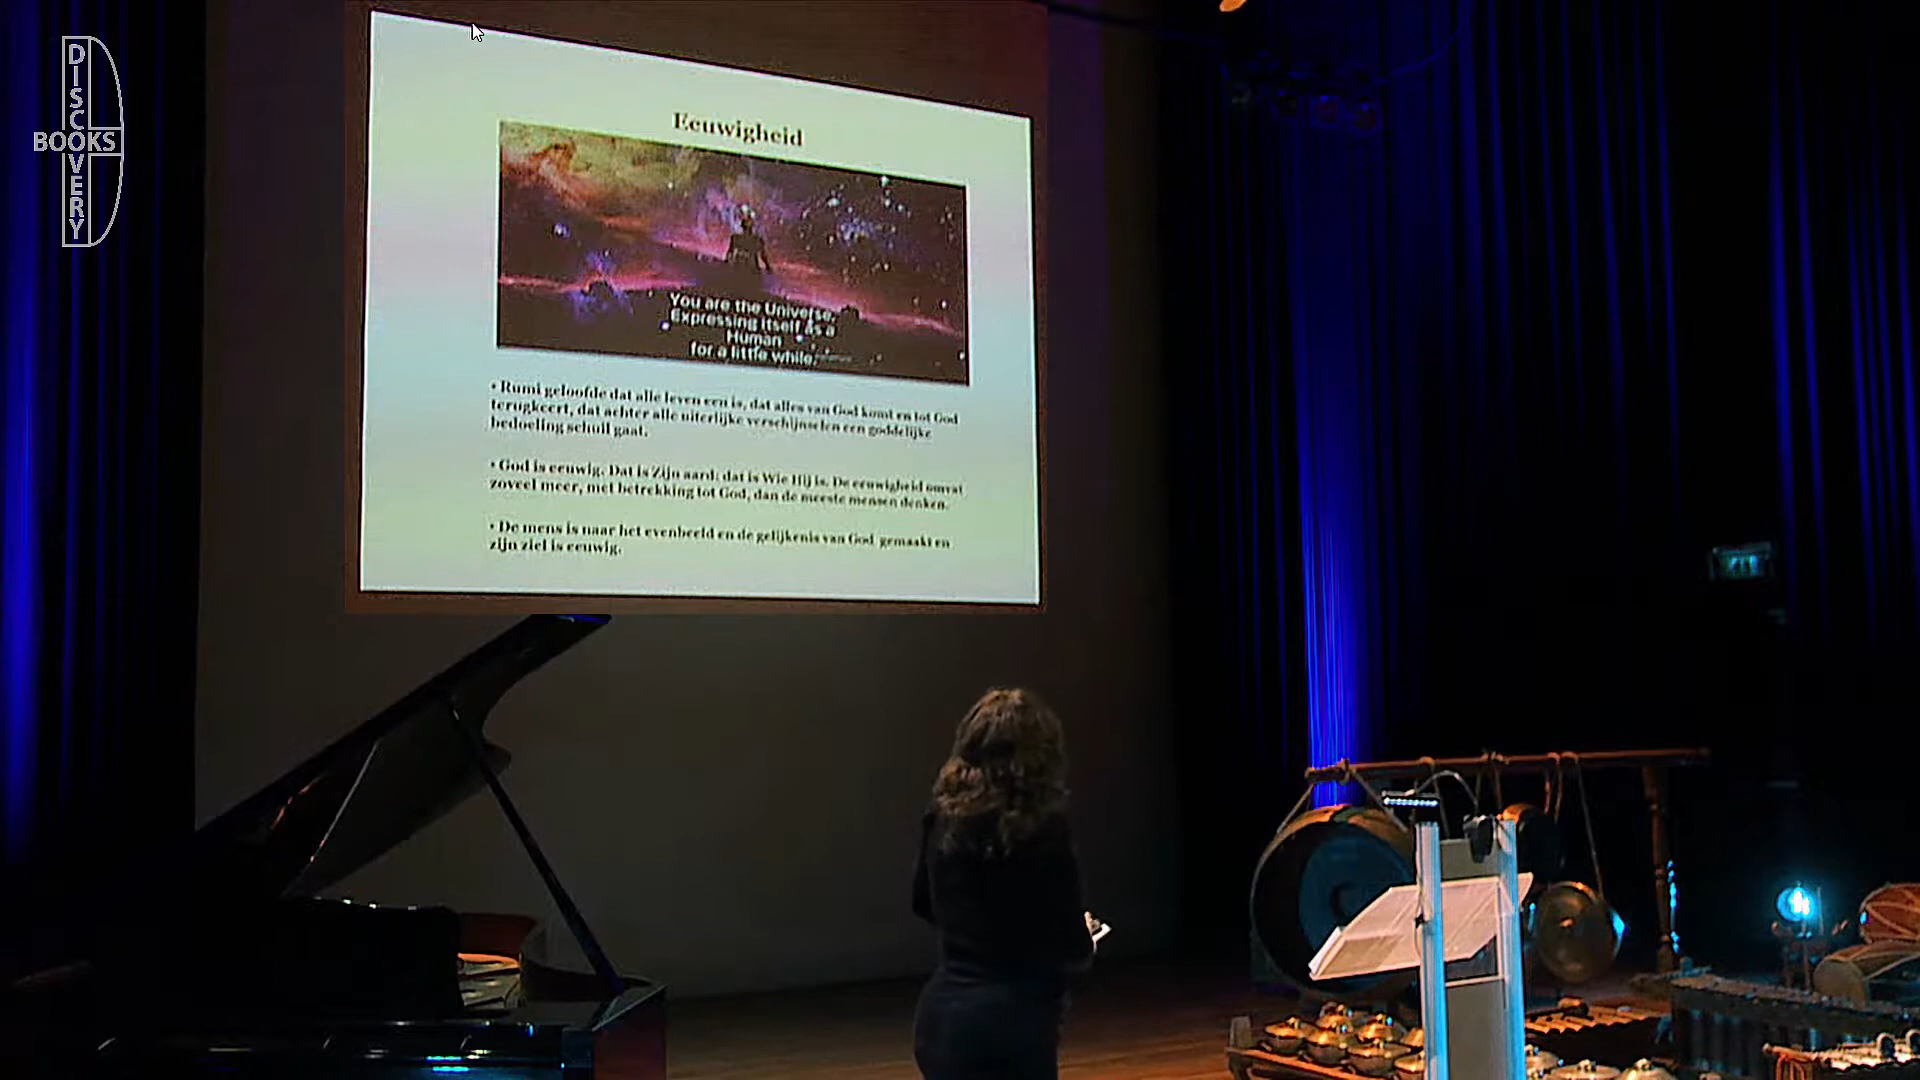 DISCOVERY
BOOKS
Eeuwigheid
You are the Universe,
Expressing Itself as a
Human
for a little while.
• Rumi geloofde dat alle leven een is, dat alles van God komt en tot God
terugkeert, dat achter alle uiterlijke verschijnselen een goddelijke
bedoeling schuil gaat.
• God is eeuwig. Dat is Zijn aard: dat is Wie Hij is. De eeuwigheid omvat
zoveel meer, met betrekking tot God, dan de meeste mensen denken.
• De mens is naar het evenbeeld en de gelijkenis van God gemaakt en
zijn ziel is eeuwig.